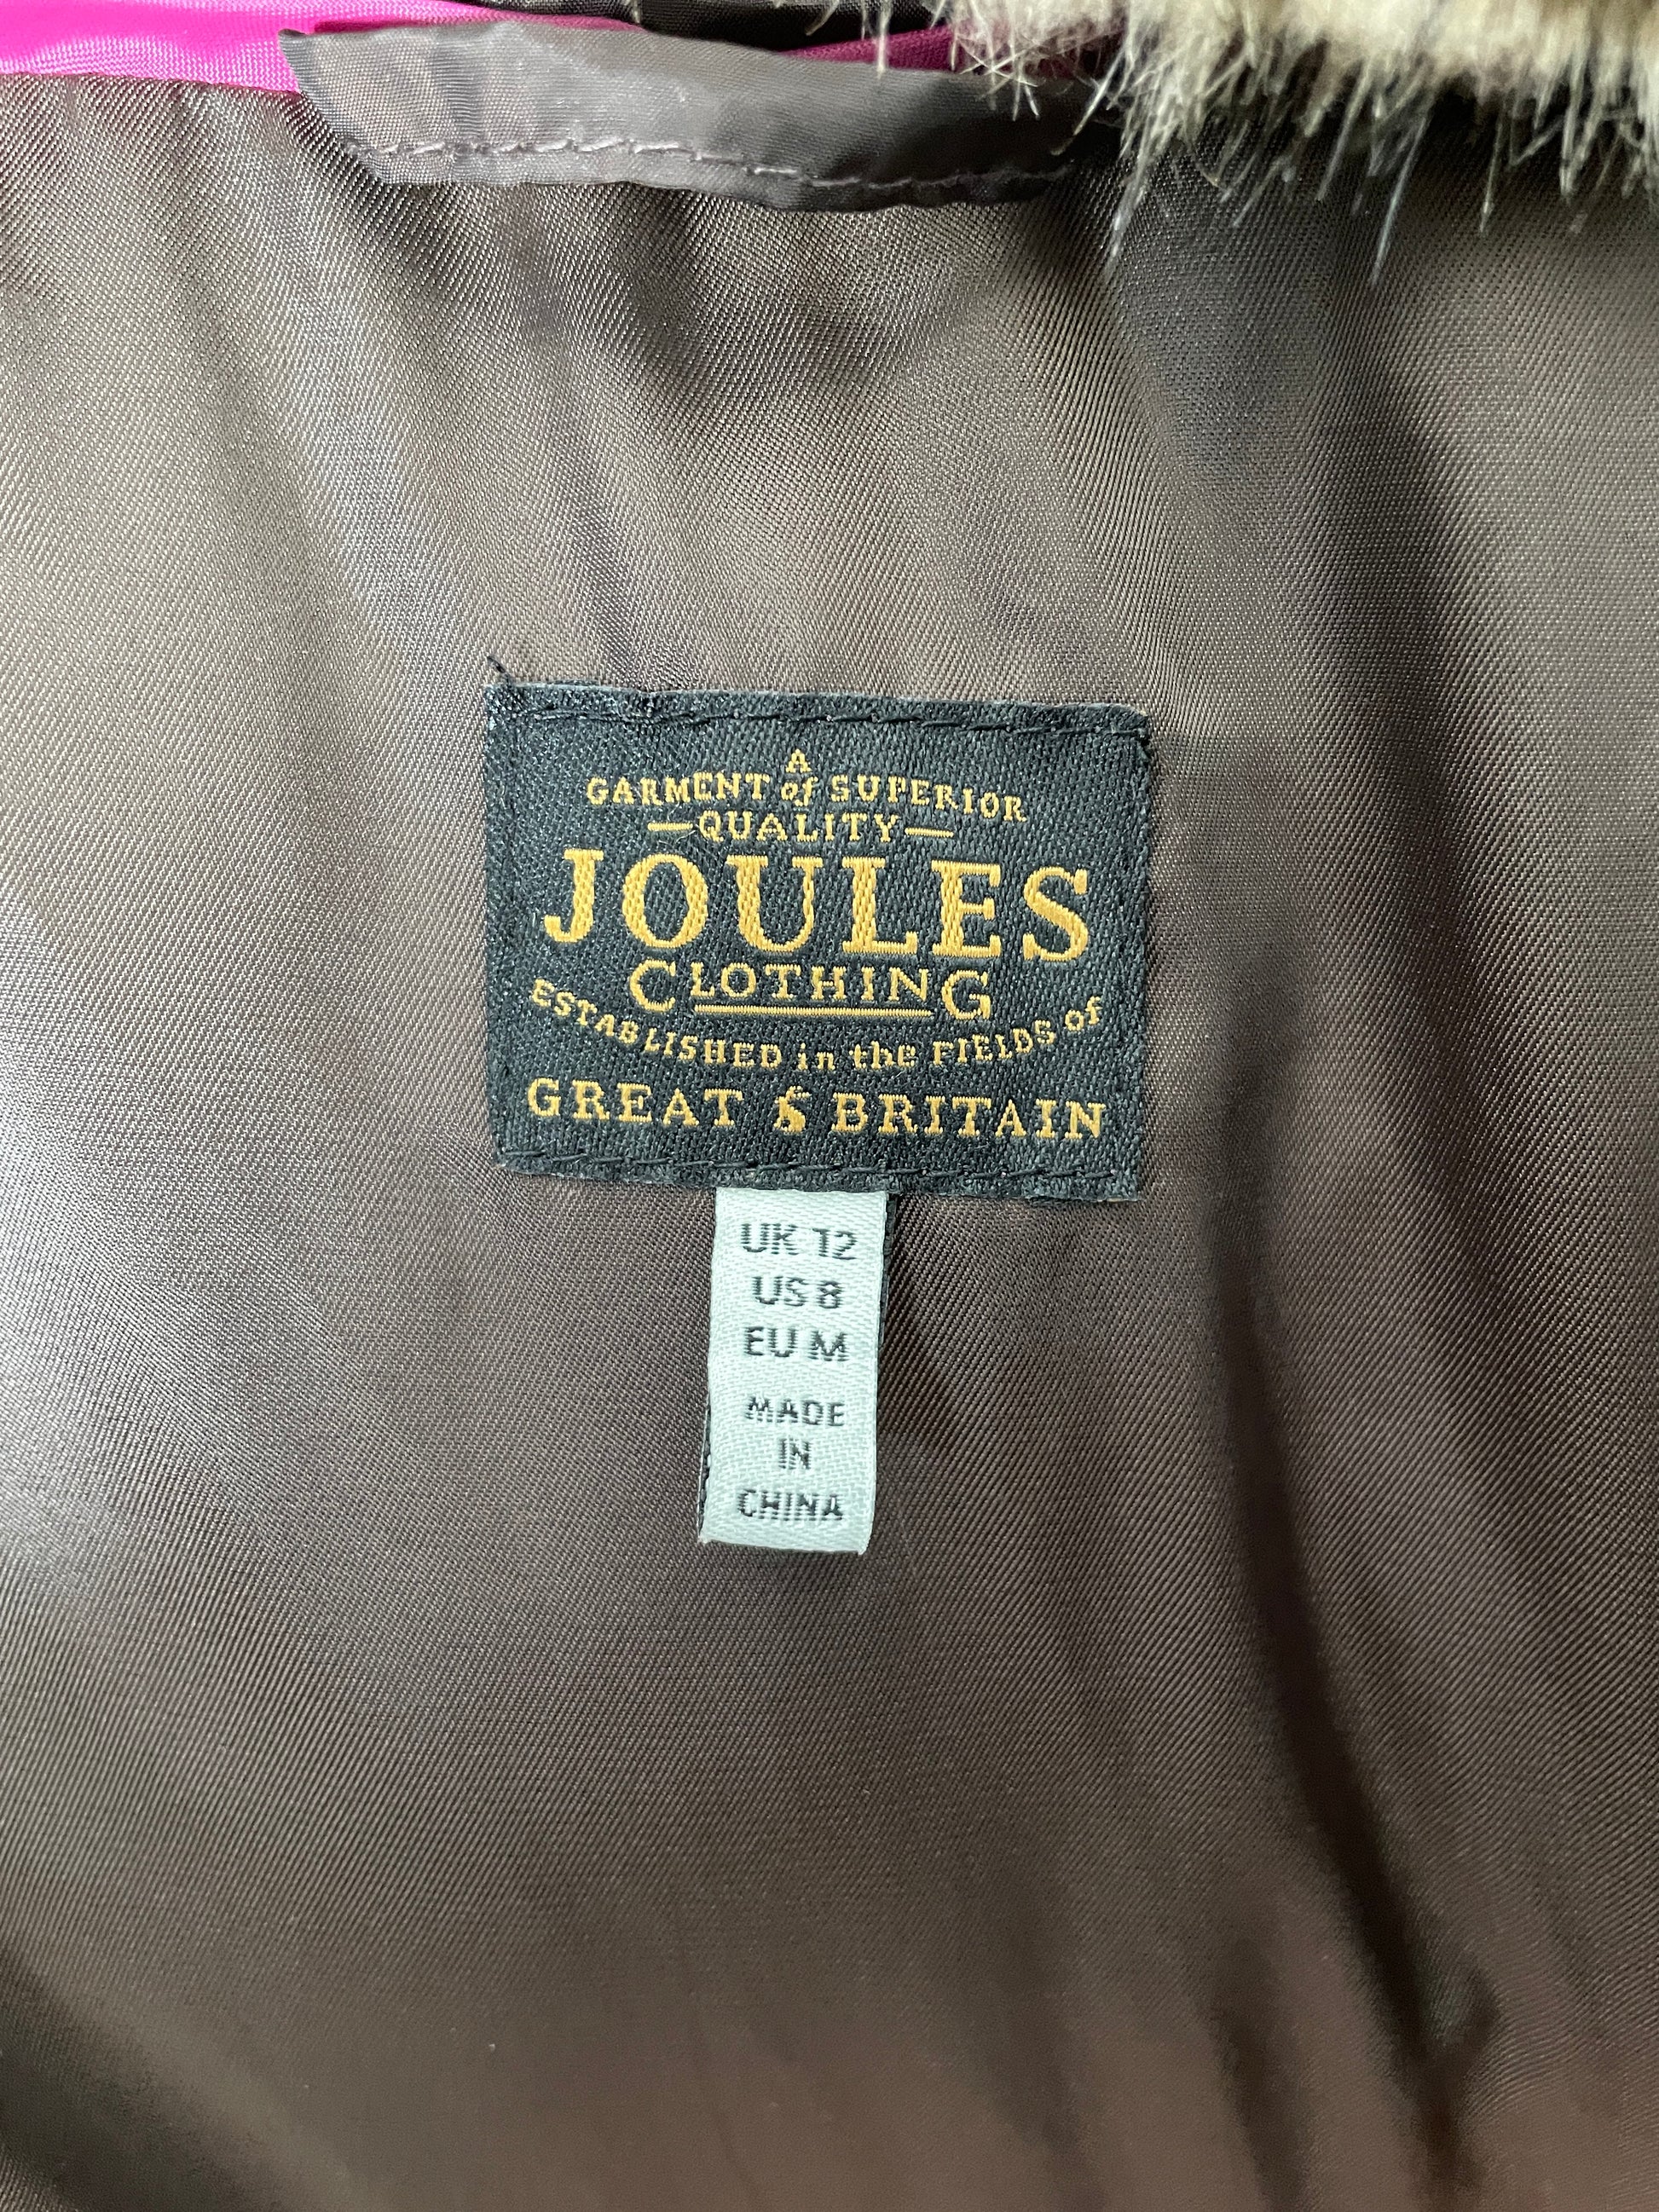 A
GARMENT of SUPERIOR
QUALITY
JOULES
CLOTHING
ESTABLISHED in the FIELDS of
GREAT BRITAIN
UK 12
US 8
EU M
MADE
IN
CHINA